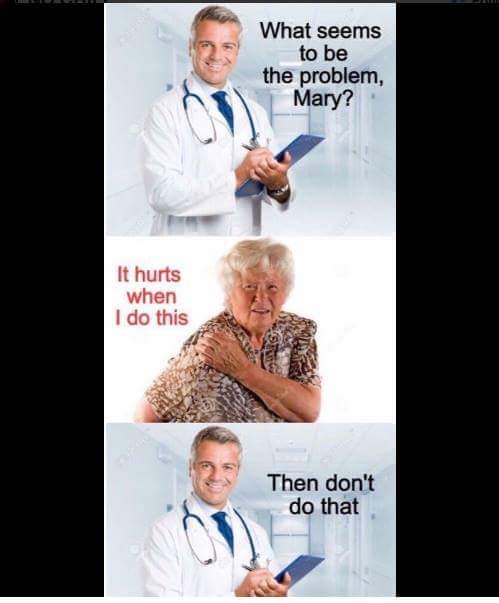 What seems
to be
the problem,
Mary?
It hurts
when
I do this
Then don't
do that